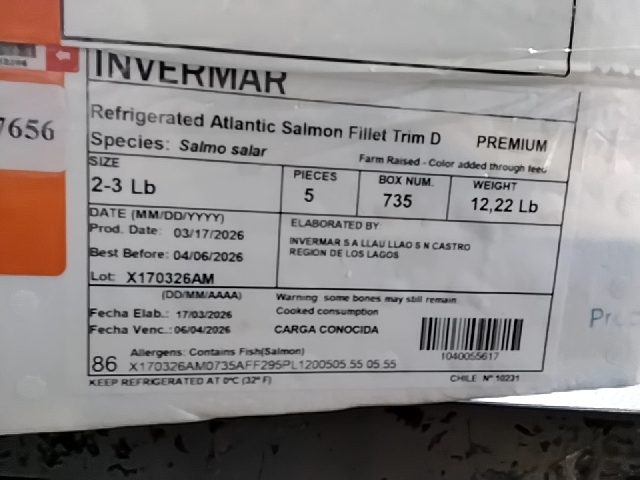 7656
INVERMAR
Refrigerated Atlantic Salmon Fillet Trim D PREMIUM
Species: Salmo salar
Farm Raised - Color added through feed
SIZE
2-3 Lb
PIECES
5
BOX NUM.
735
WEIGHT
12,22 Lb
DATE (MM/DD/YYYY)
Prod. Date: 03/17/2026
Best Before: 04/06/2026
Lot: X170326AM
ELABORATED BY
INVERMAR S A LLAU LLAO S N CASTRO
REGION DE LOS LAGOS
(DD/MM/AAAA)
Fecha Elab.: 17/03/2026
Fecha Venc.: 06/04/2026
Warning some bones may still remain
Cooked consumption
CARGA CONOCIDA
1040055617
Allergens: Contains Fish(Salmon)
86 X170326AM0735AFF295PL1200505 55 05 55
KEEP REFRIGERATED AT 0ºC (32º F)
CHILE Nº 10231